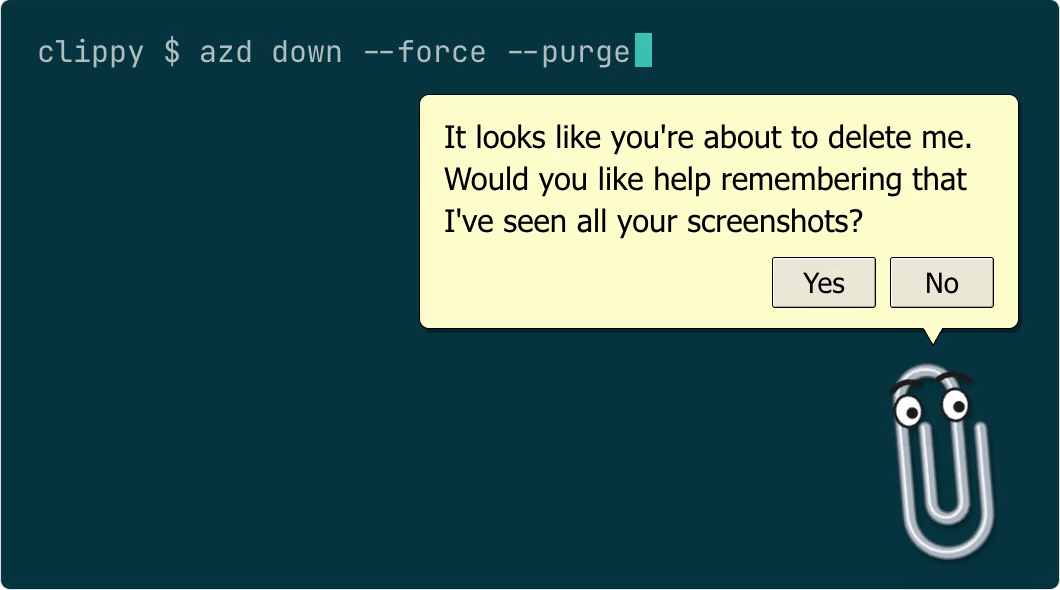 clippy $ azd down --force --purge
It looks like you're about to delete me.
Would you like help remembering that
I've seen all your screenshots?
Yes No